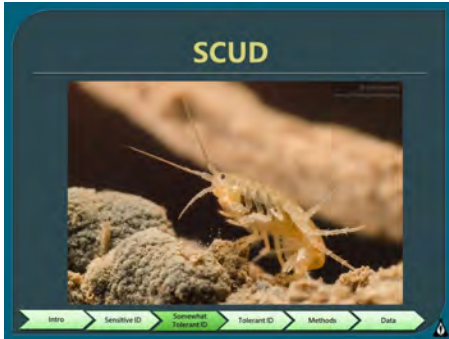 SCUD
Intro
Sensitive ID
Somewhat
Tolerant ID
Tolerant ID
Methods
Data